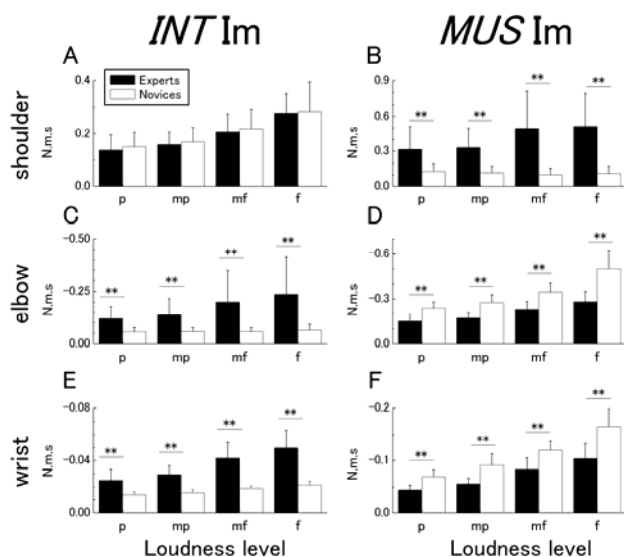 INT Im
MUS Im
A
Experts
Novices
shoulder
N.m.s
0.4
0.2
0.0
p mp mf f
B
** ** ** **
N.m.s
0.9
0.6
0.3
0.0
p mp mf f
C
** ** ** **
elbow
N.m.s
-0.50
-0.25
0.00
p mp mf f
D
** ** ** **
N.m.s
-0.6
-0.3
0.0
p mp mf f
E
** ** ** **
wrist
N.m.s
-0.08
-0.04
0.00
p mp mf f
Loudness level
F
** ** ** **
N.m.s
-0.2
-0.1
0.0
p mp mf f
Loudness level